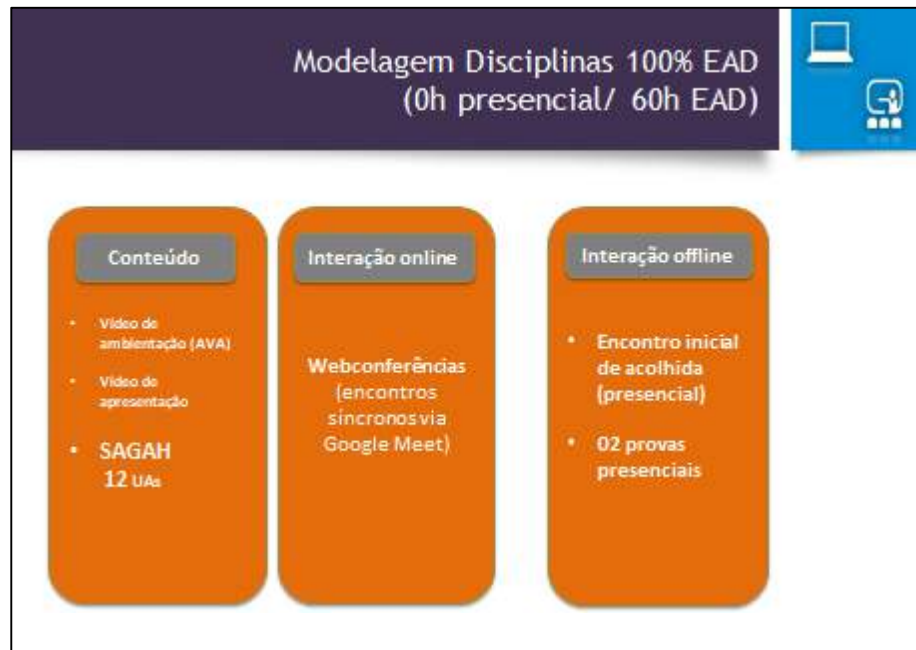 Modelagem Disciplinas 100% EAD
(0h presencial/ 60h EAD)
Conteúdo
• Vídeo de
ambientação (AVA)
• Vídeo de
apresentação
• SAGAH
12 UAs
Interação online
Webconferências
(encontros
síncronos via
Google Meet)
Interação offline
• Encontro inicial
de acolhida
(presencial)
• 02 provas
presenciais